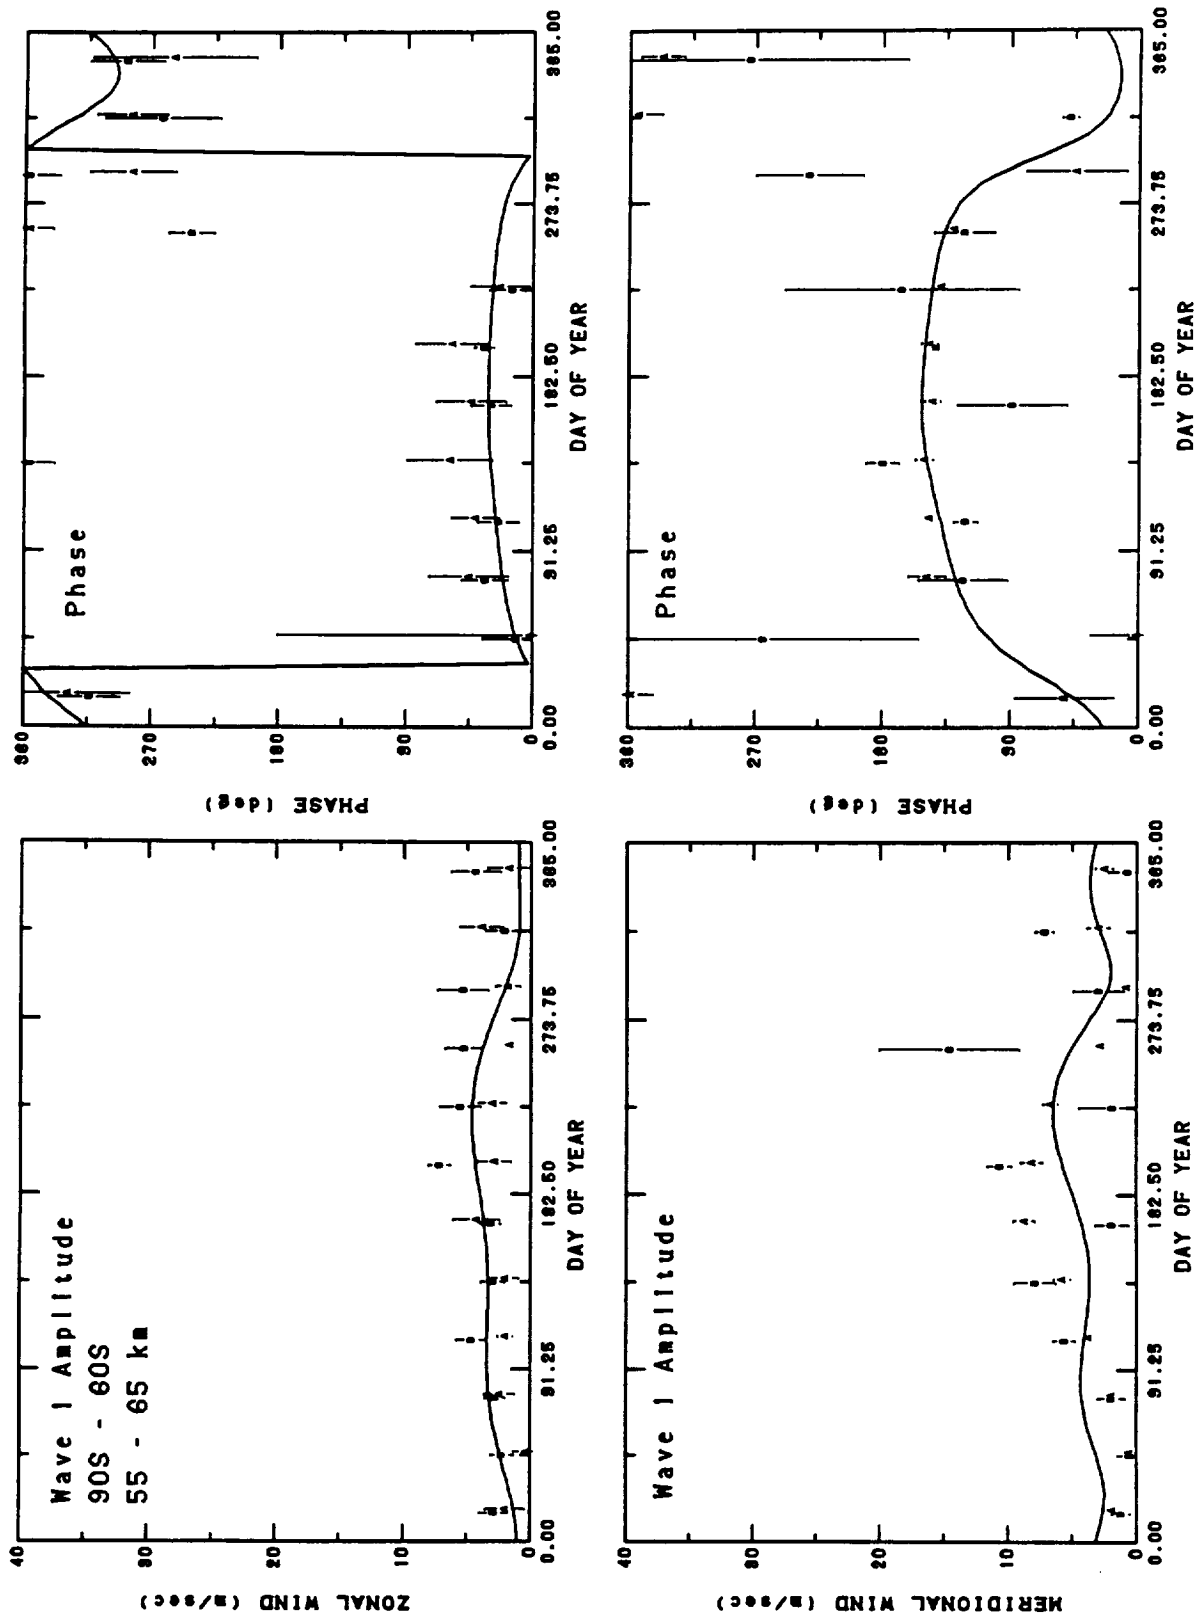 Wave 1 Amplitude
90S - 60S
55 - 65 km
ZONAL WIND (m/sec)
40
30
20
10
0
0.00 91.25 182.50 273.75 365.00
DAY OF YEAR
Phase
PHASE (deg)
360
270
180
90
0
0.00 91.25 182.50 273.75 365.00
DAY OF YEAR
Wave 1 Amplitude
MERIDIONAL WIND (m/sec)
40
30
20
10
0
0.00 91.25 182.50 273.75 365.00
DAY OF YEAR
Phase
PHASE (deg)
360
270
180
90
0
0.00 91.25 182.50 273.75 365.00
DAY OF YEAR